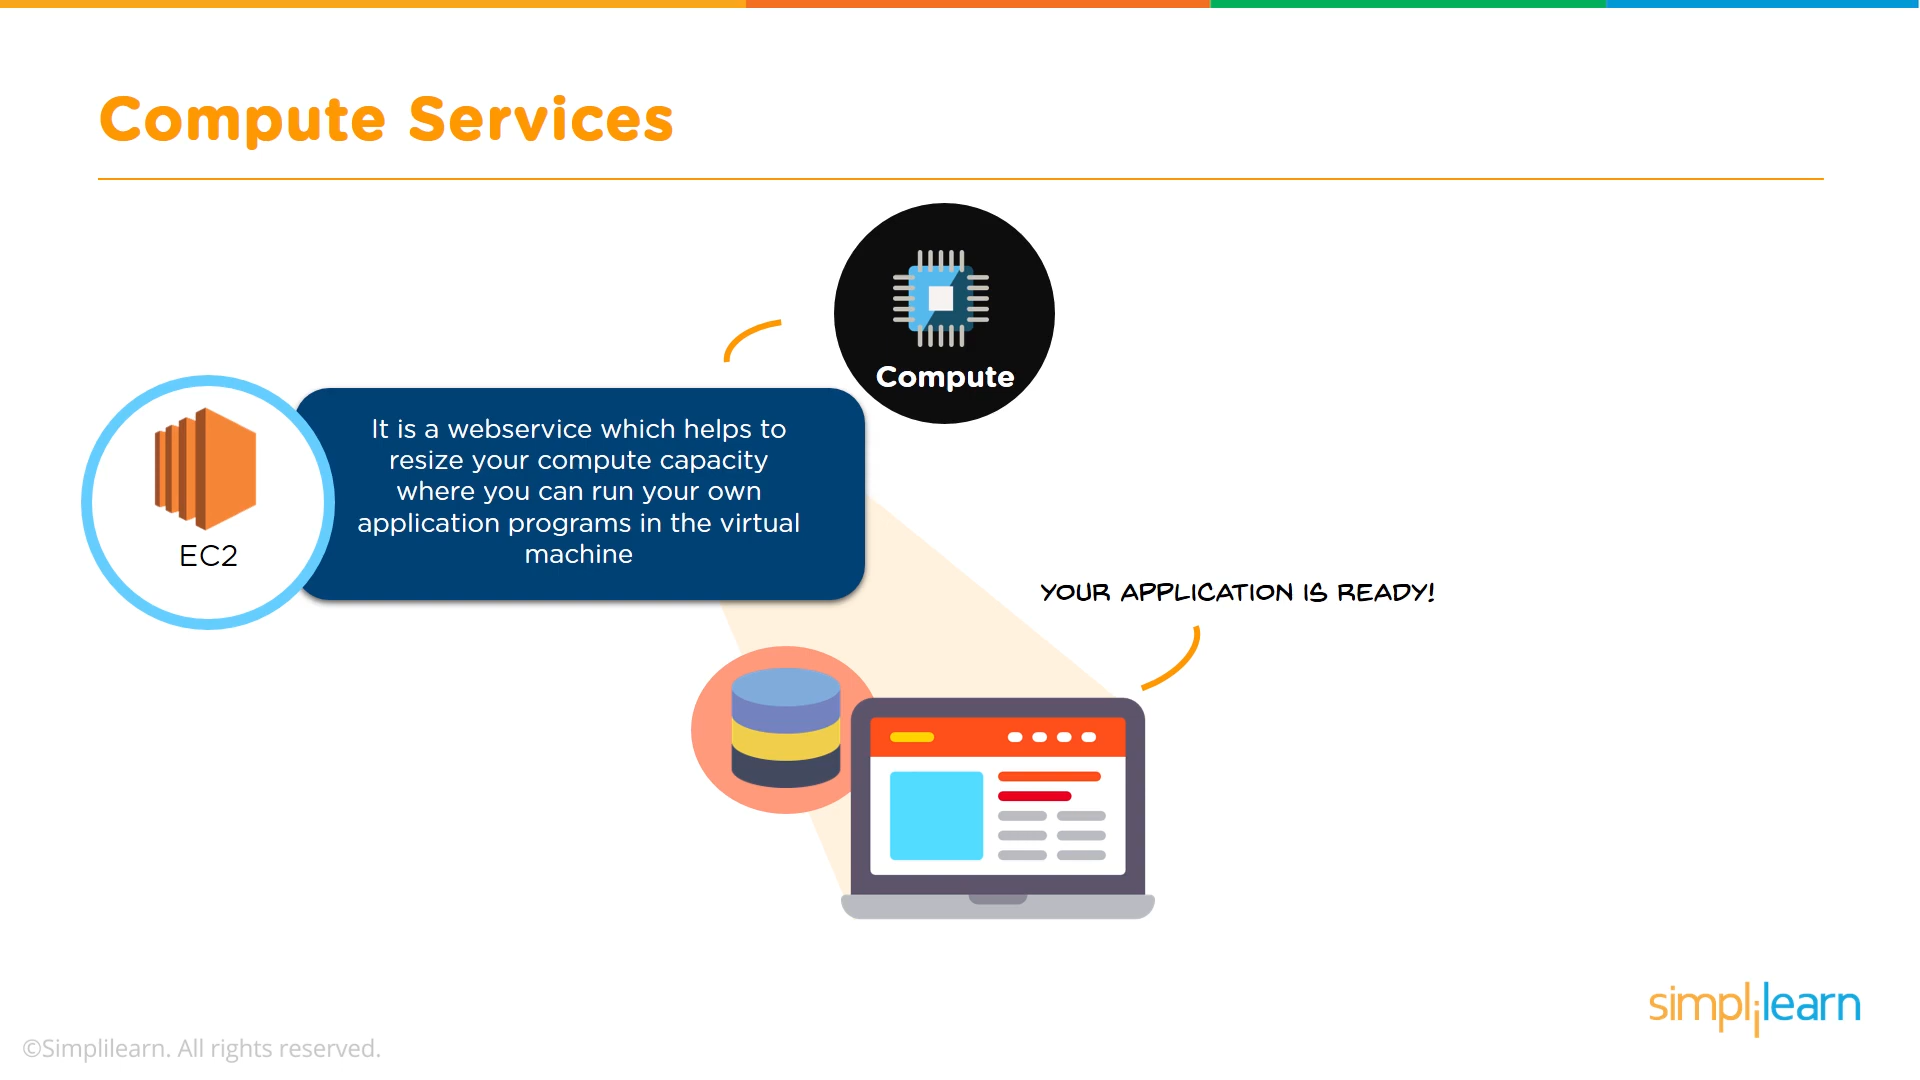 Compute Services
Compute
It is a webservice which helps to
resize your compute capacity
where you can run your own
application programs in the virtual
machine
EC2
YOUR APPLICATION IS READY!
simplilearn
©Simplilearn. All rights reserved.